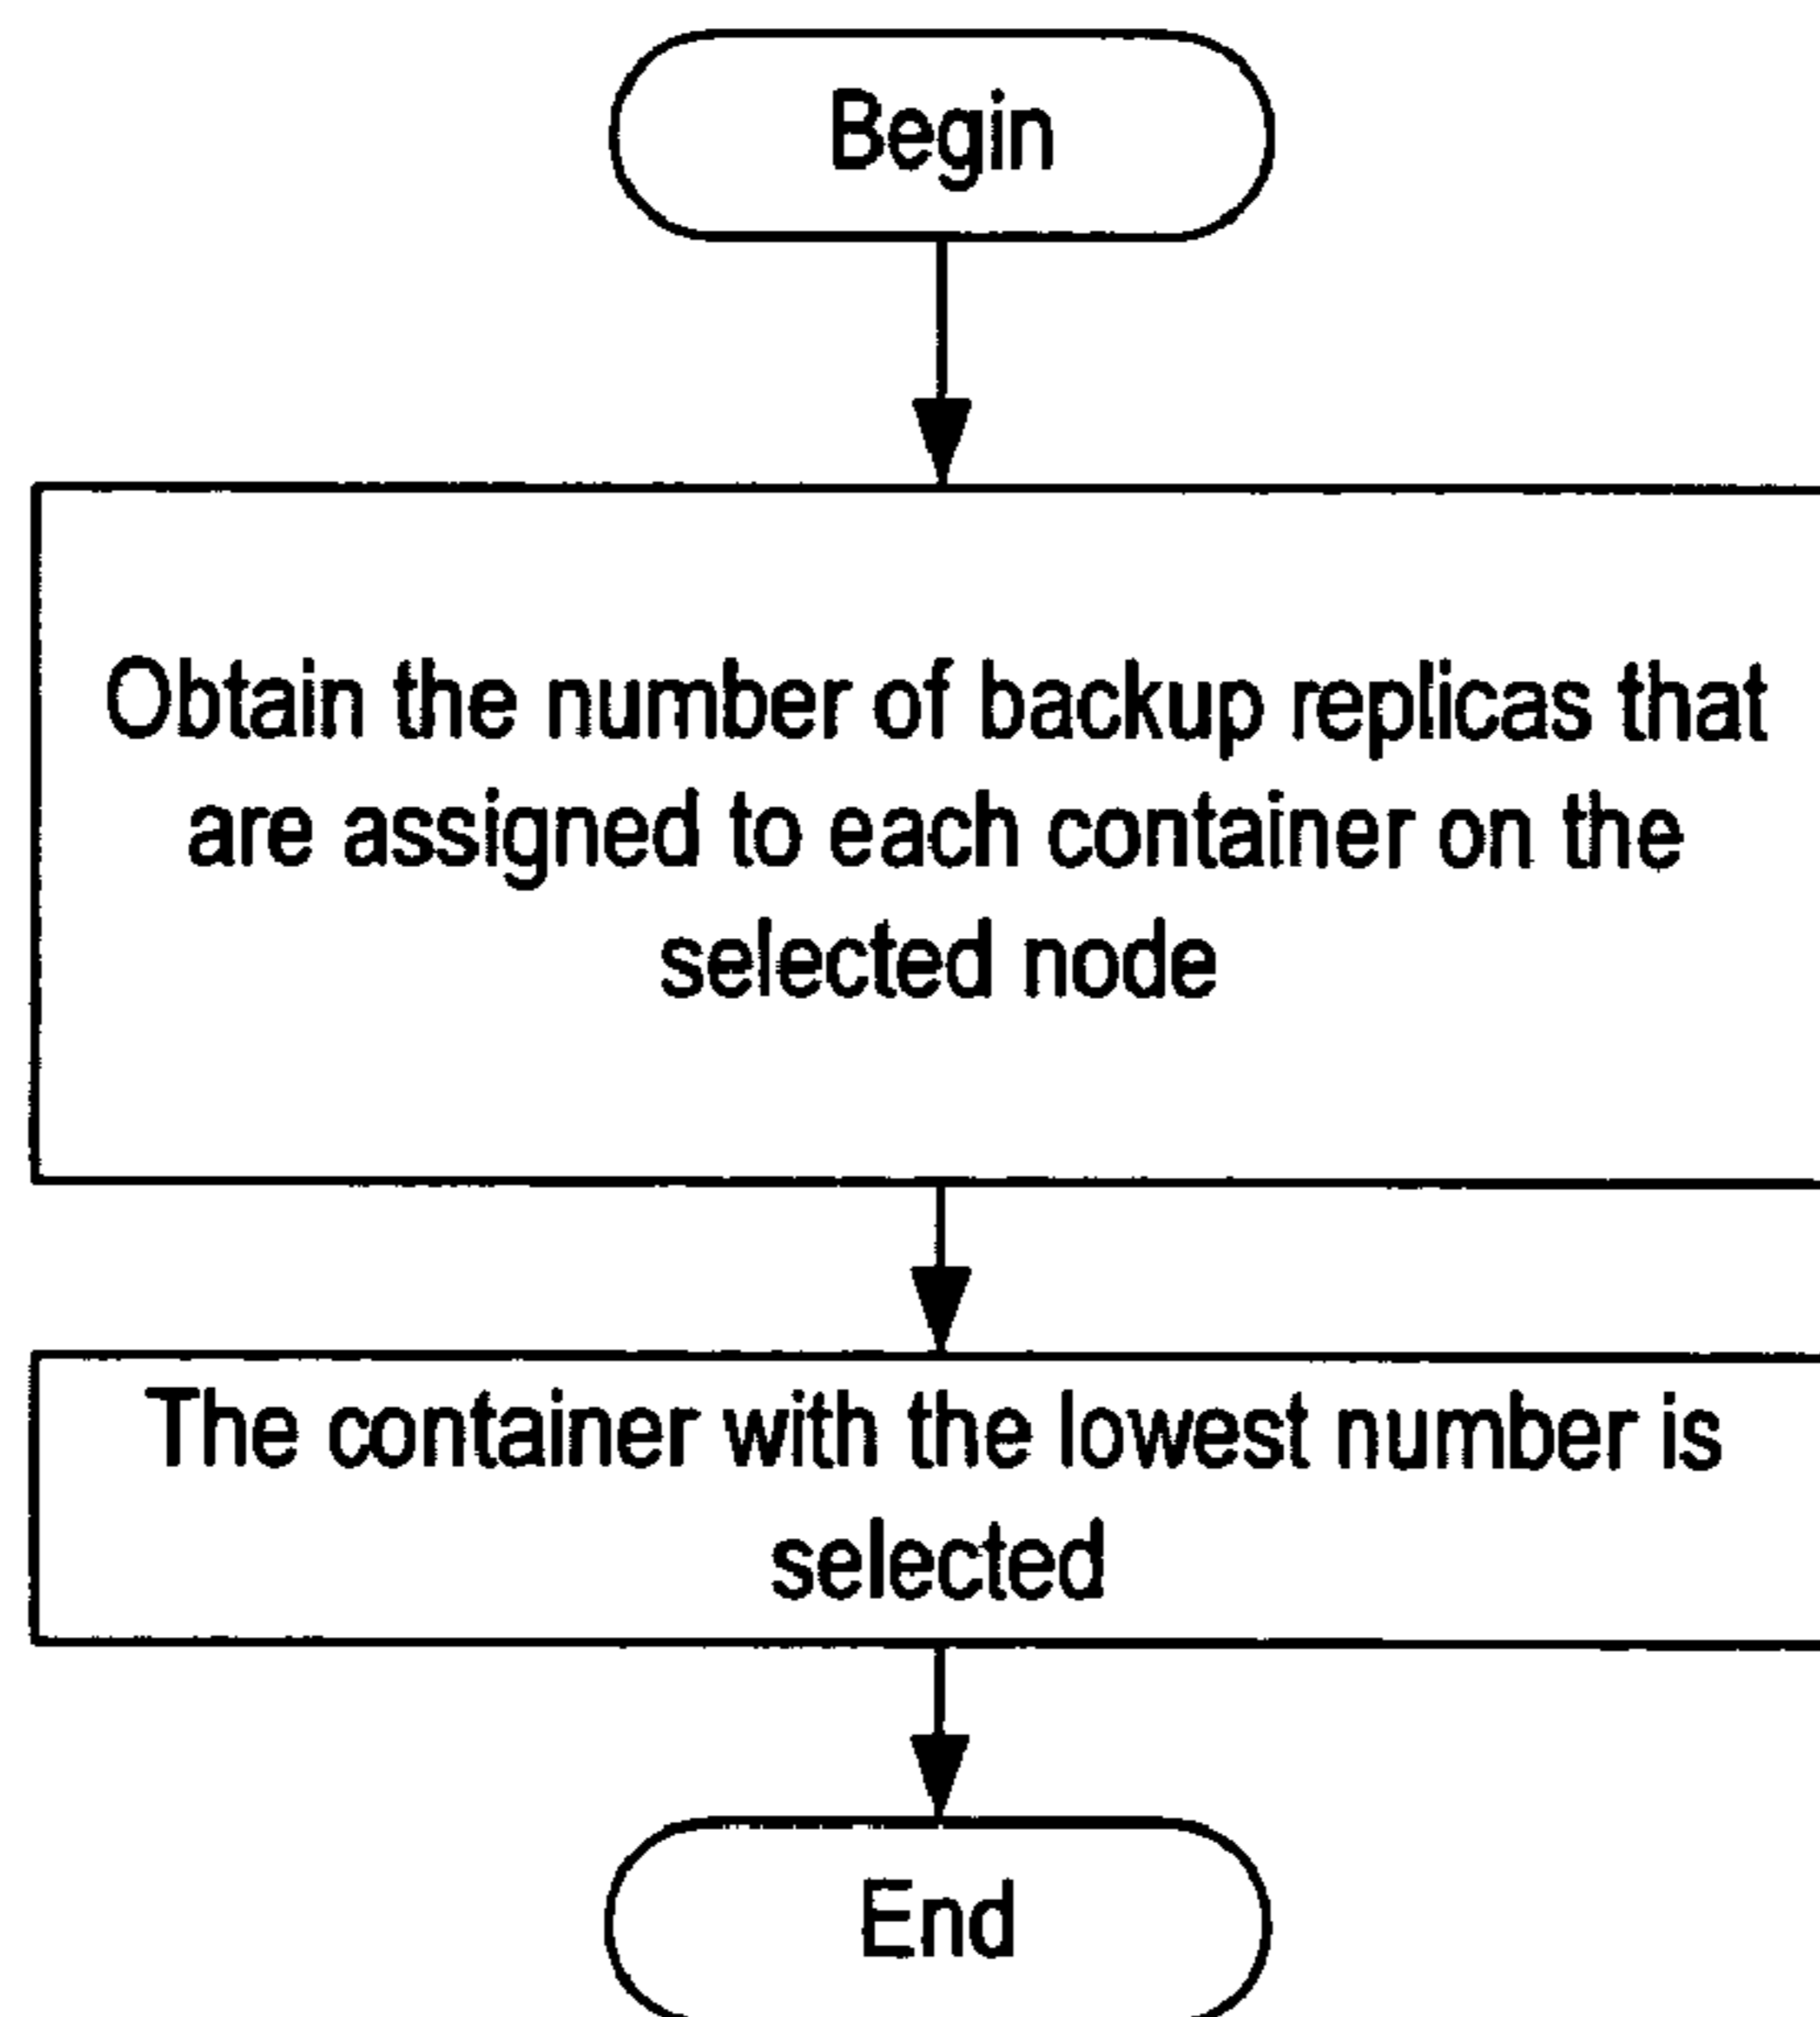 Begin
Obtain the number of backup replicas that
are assigned to each container on the
selected node
The container with the lowest number is
selected
End